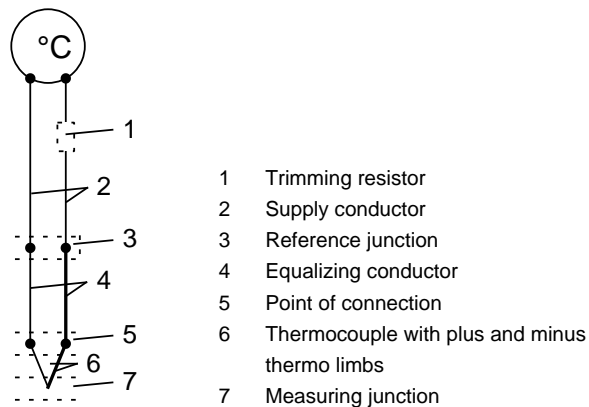 °C
1
2
3
4
5
6
7
1 Trimming resistor
2 Supply conductor
3 Reference junction
4 Equalizing conductor
5 Point of connection
6 Thermocouple with plus and minus
thermo limbs
7 Measuring junction